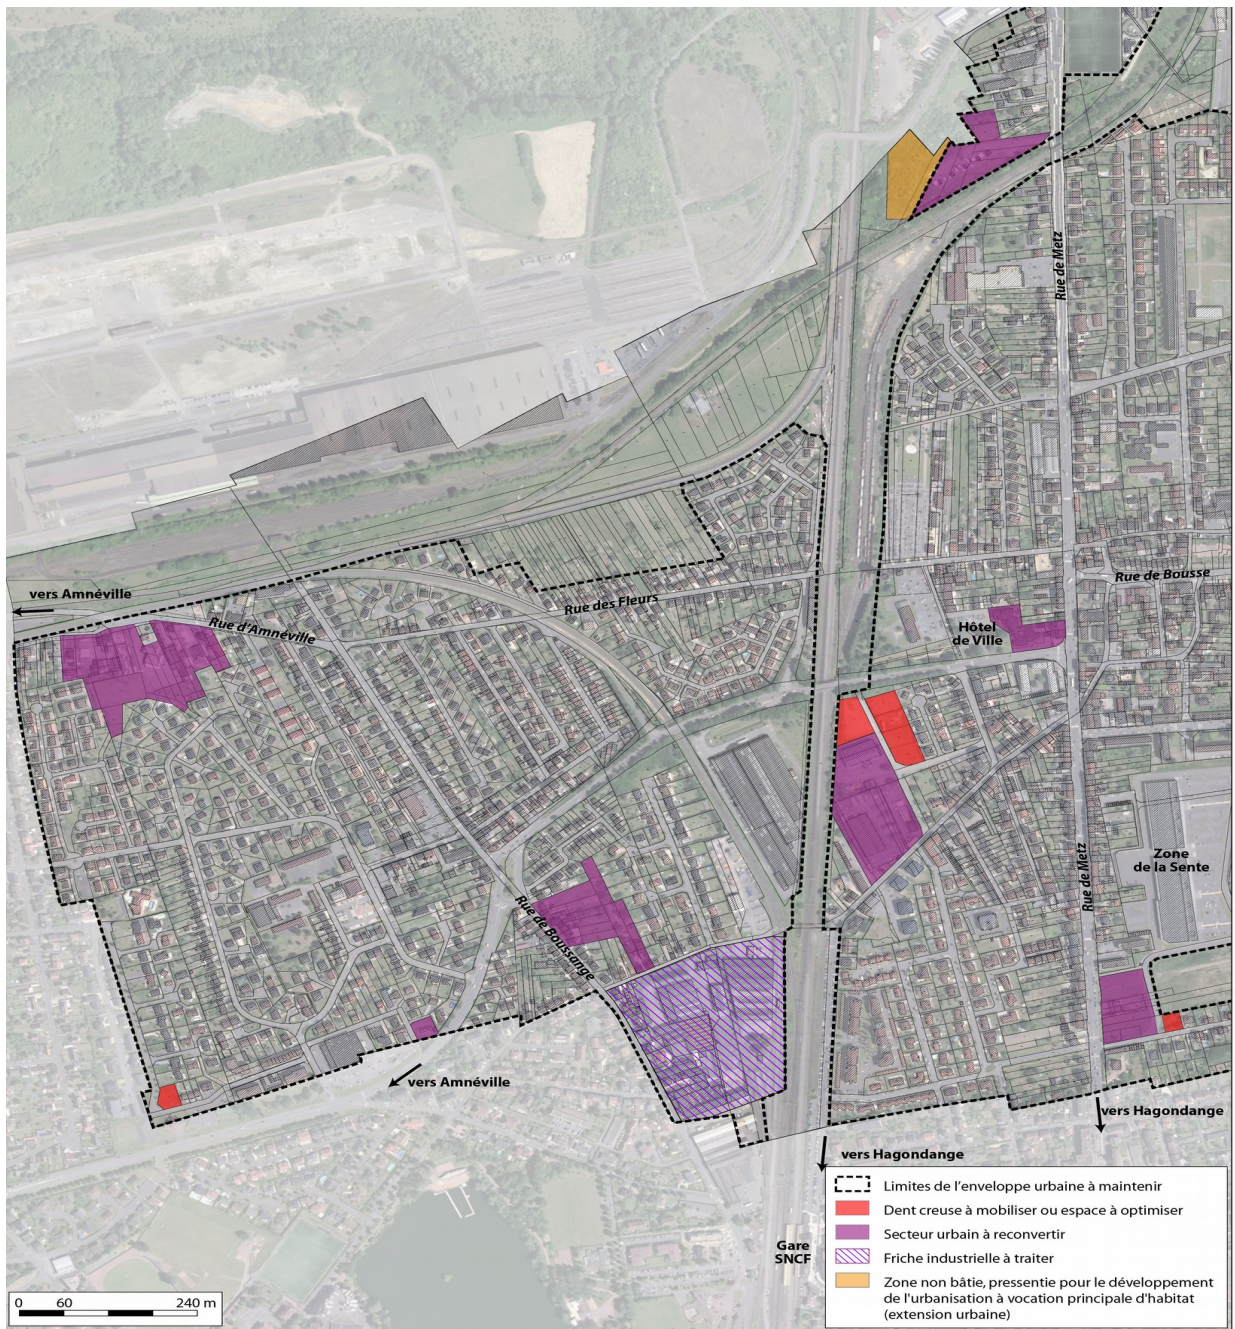 Rue de Metz
vers Amnéville
Rue d'Amnéville
Rue des Fleurs
Rue de Bousse
Hôtel
de Ville
Rue de Metz
Zone
de la Sente
Rue de Boussange
vers Amnéville
vers Hagondange
vers Hagondange
Gare
SNCF
Limites de l'enveloppe urbaine à maintenir
Dent creuse à mobiliser ou espace à optimiser
Secteur urbain à reconvertir
Friche industrielle à traiter
Zone non bâtie, pressentie pour le développement
de l'urbanisation à vocation principale d'habitat
(extension urbaine)
0 60 240 m